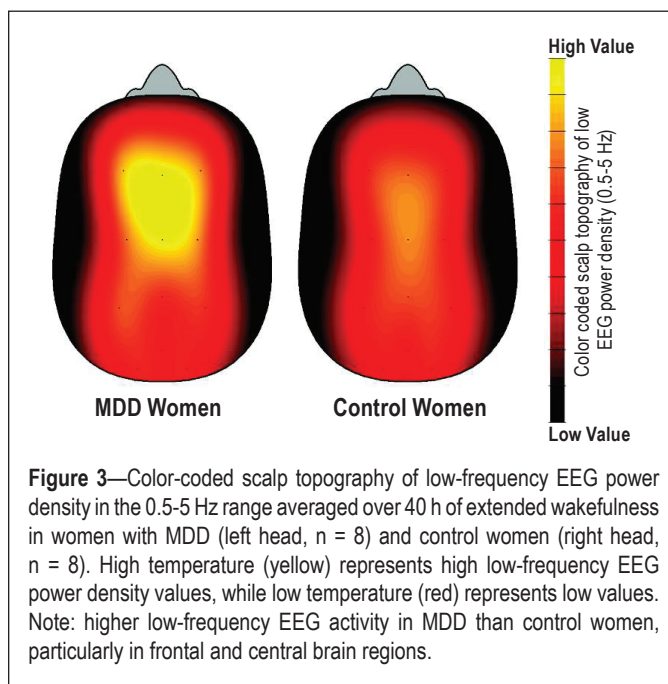 High Value
Color coded scalp topography of low
EEG power density (0.5-5 Hz)
Low Value
MDD Women
Control Women
Figure 3—Color-coded scalp topography of low-frequency EEG power
density in the 0.5-5 Hz range averaged over 40 h of extended wakefulness
in women with MDD (left head, n = 8) and control women (right head,
n = 8). High temperature (yellow) represents high low-frequency EEG
power density values, while low temperature (red) represents low values.
Note: higher low-frequency EEG activity in MDD than control women,
particularly in frontal and central brain regions.